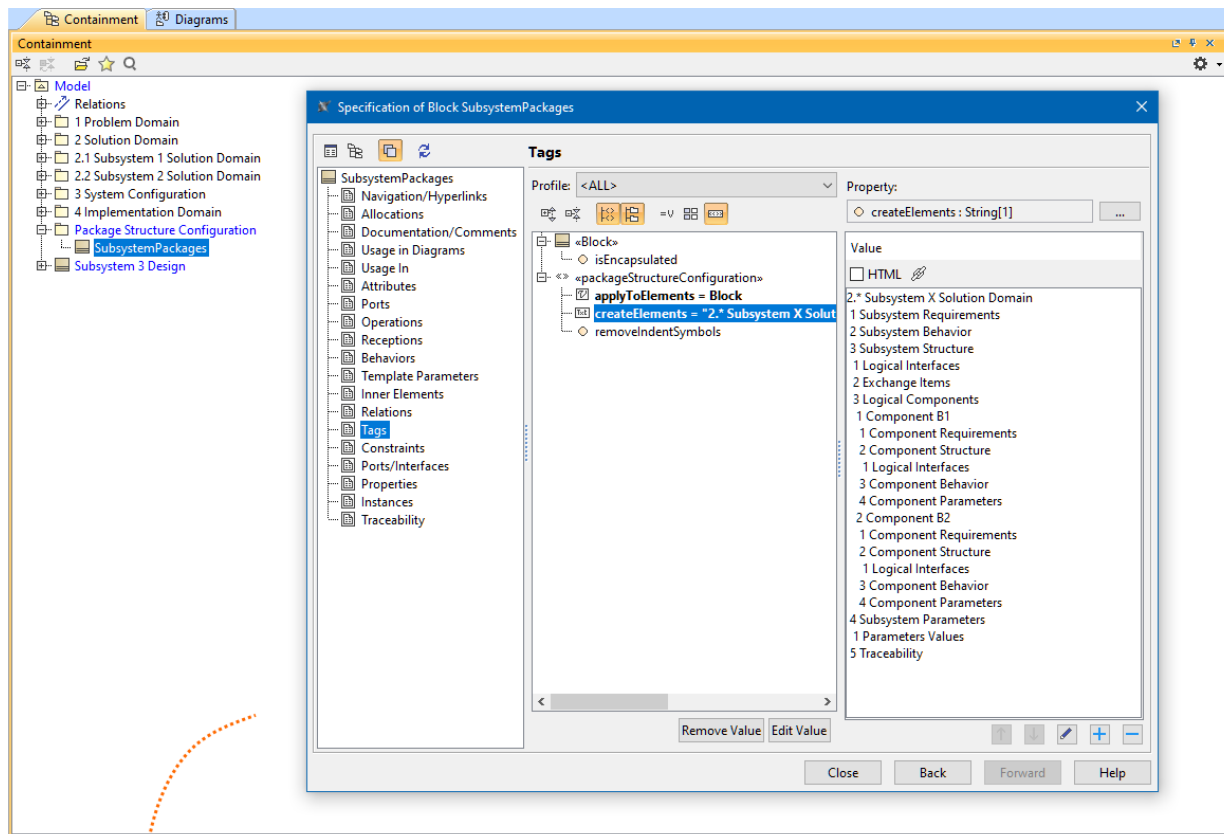 Containment
Diagrams
Containment
Model
Relations
1 Problem Domain
2 Solution Domain
2.1 Subsystem 1 Solution Domain
2.2 Subsystem 2 Solution Domain
3 System Configuration
4 Implementation Domain
Package Structure Configuration
SubsystemPackages
Subsystem 3 Design
Specification of Block SubsystemPackages
SubsystemPackages
Navigation/Hyperlinks
Allocations
Documentation/Comments
Usage in Diagrams
Usage In
Attributes
Ports
Operations
Receptions
Behaviors
Template Parameters
Inner Elements
Relations
Tags
Constraints
Ports/Interfaces
Properties
Instances
Traceability
Tags
Profile: <ALL>
«Block»
isEncapsulated
«packageStructureConfiguration»
applyToElements = Block
createElements = "2.* Subsystem X Solut
removeIndentSymbols
Remove Value
Edit Value
Property:
createElements : String[1]
...
Value
HTML
2.* Subsystem X Solution Domain
1 Subsystem Requirements
2 Subsystem Behavior
3 Subsystem Structure
1 Logical Interfaces
2 Exchange Items
3 Logical Components
1 Component B1
1 Component Requirements
2 Component Structure
1 Logical Interfaces
3 Component Behavior
4 Component Parameters
2 Component B2
1 Component Requirements
2 Component Structure
1 Logical Interfaces
3 Component Behavior
4 Component Parameters
4 Subsystem Parameters
1 Parameters Values
5 Traceability
Close
Back
Forward
Help